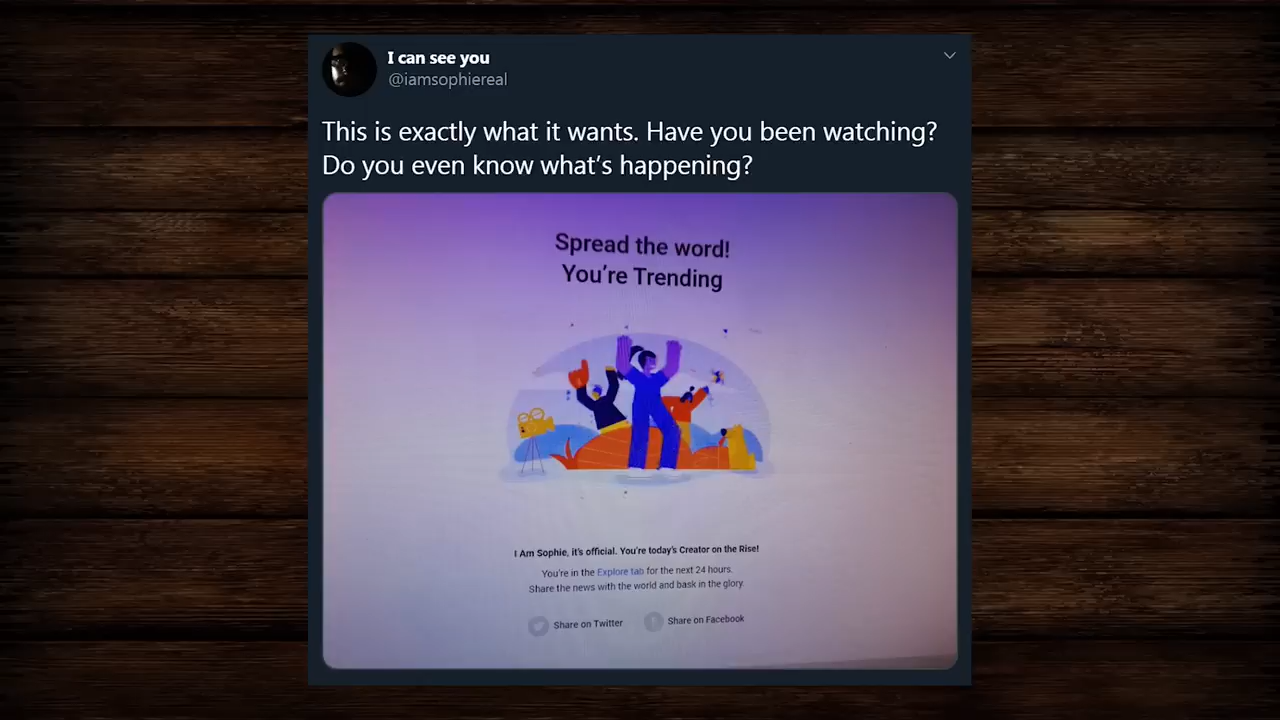 I can see you
@iamsophiereal
This is exactly what it wants. Have you been watching?
Do you even know what's happening?
Spread the word!
You're Trending
I Am Sophie, it's official. You're today's Creator on the Rise!
You're in the Explore tab for the next 24 hours.
Share the news with the world and bask in the glory.
Share on Twitter
Share on Facebook